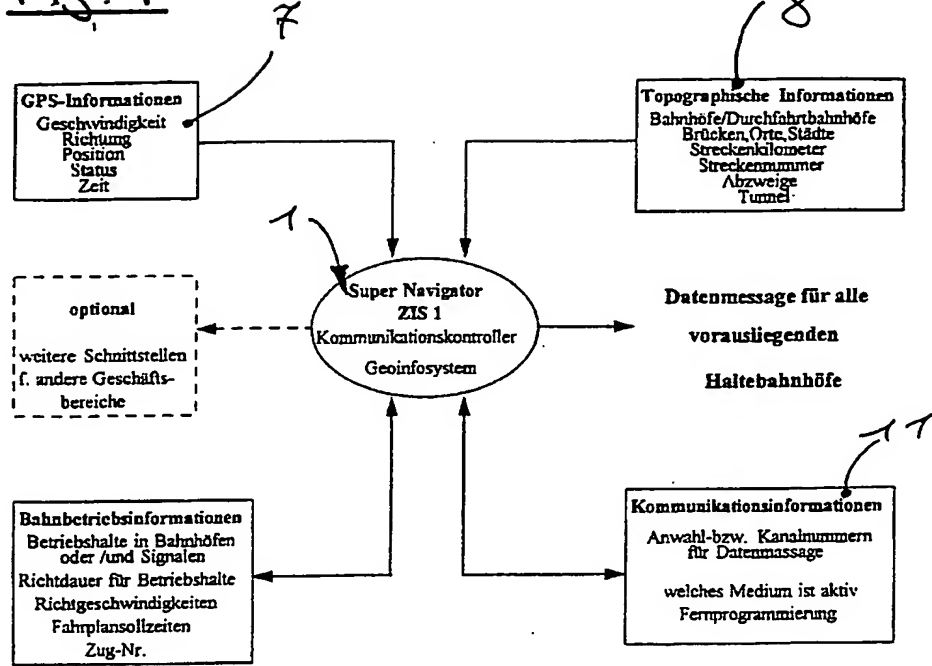 7
8
GPS-Informationen
Geschwindigkeit
Richtung
Position
Status
Zeit
Topographische Informationen
Bahnhöfe/Durchfahrtbahnhöfe
Brücken,Orte,Städte
Streckenkilometer
Streckennummer
Abzweige
Tunnel
1
optional
weitere Schnittstellen
f. andere Geschäfts-
bereiche
Super Navigator
ZIS 1
Kommunikationskontroller
Geoinfosystem
Datenmessage für alle
vorausliegenden
Haltebahnhöfe
11
Bahnbetriebsinformationen
Betriebshalte in Bahnhöfen
oder /und Signalen
Richtdauer für Betriebshalte
Richtgeschwindigkeiten
Fahrplansollzeiten
Zug-Nr.
Kommunikationsinformationen
Anwahl-bzw. Kanalnummern
für Datenmassage
welches Medium ist aktiv
Fernprogrammierung